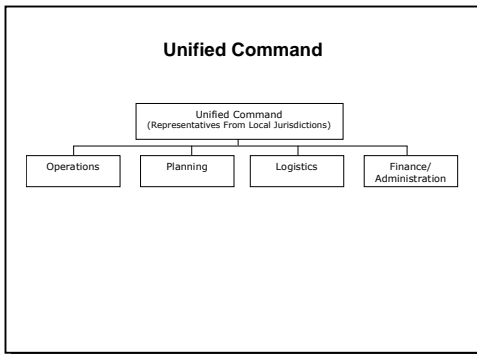 Unified Command
Unified Command
(Representatives From Local Jurisdictions)
Operations
Planning
Logistics
Finance/
Administration